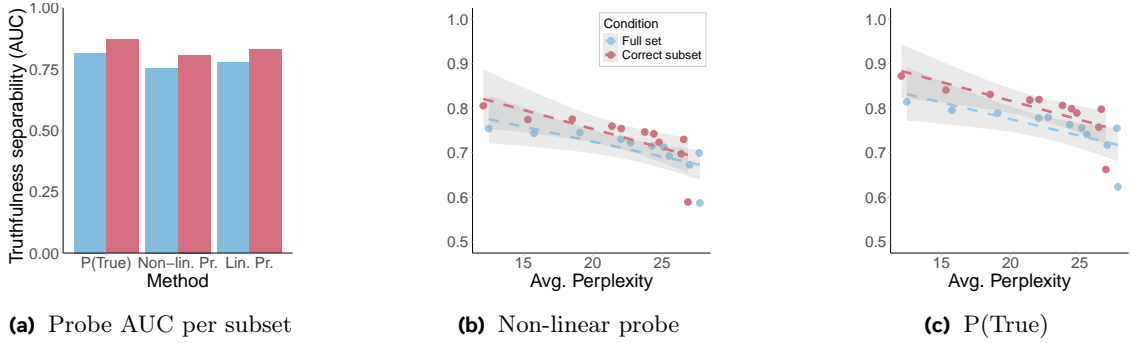 Truthfulness separability (AUC)
1.00
0.75
0.50
0.25
0.00
P(True) Non-lin. Pr. Lin. Pr.
Method
(a) Probe AUC per subset
1.0
0.9
0.8
0.7
0.6
0.5
Condition
Full set
Correct subset
15 20 25
Avg. Perplexity
(b) Non-linear probe
1.0
0.9
0.8
0.7
0.6
0.5
15 20 25
Avg. Perplexity
(c) P(True)